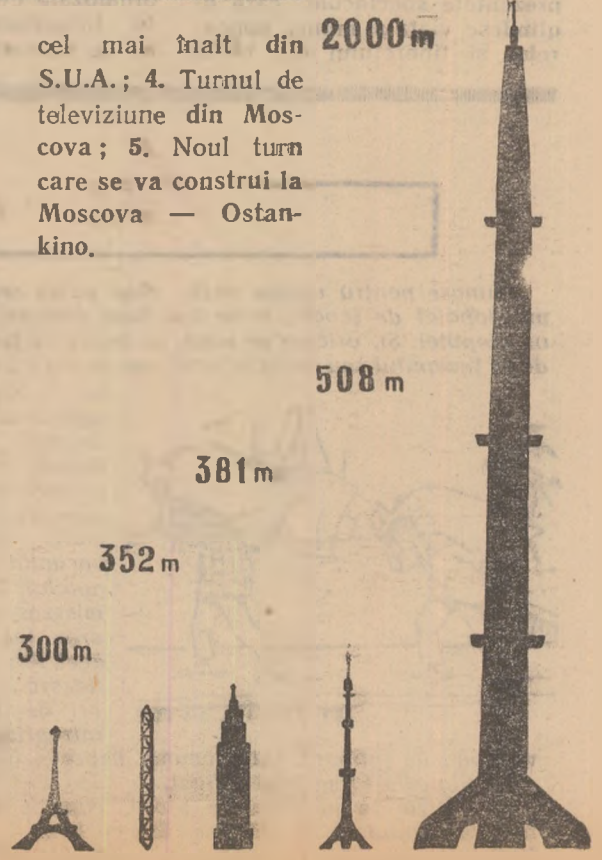 cel mai înalt din
S.U.A.; 4. Turnul de
televiziune din Mos-
cova; 5. Noul turn
care se va construi la
Moscova — Ostan-
kino.
2000m
508 m
381 m
352 m
300m